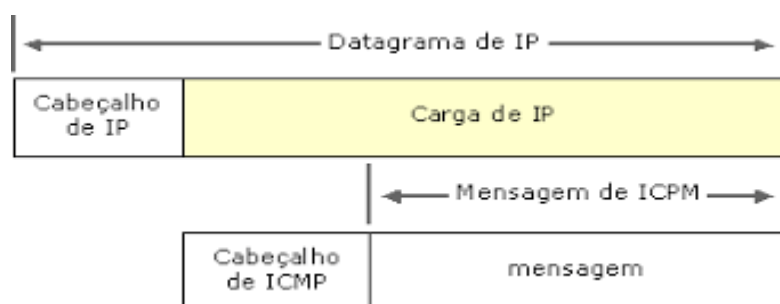 Datagrama de IP
Cabeçalho
de IP
Carga de IP
Mensagem de ICPM
Cabeçalho
de ICMP
mensagem